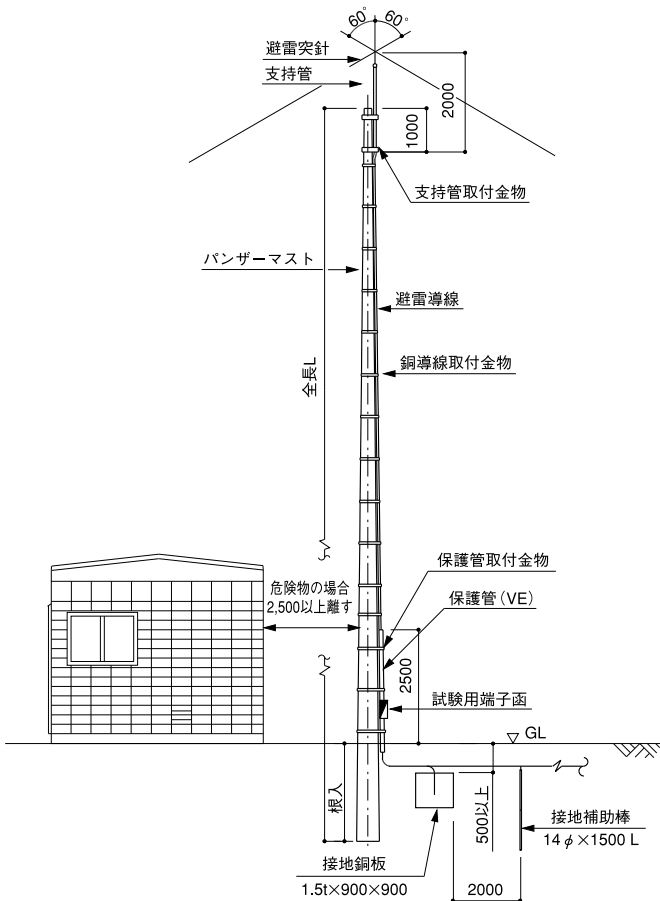 60° 60°
避雷突針
支持管
2000
1000
支持管取付金物
パンザーマスト
避雷導線
全長L
銅導線取付金物
保護管取付金物
危険物の場合
2,500以上離す
保護管(VE)
2500
試験用端子函
GL
根入
500以上
接地銅板
1.5t×900×900
接地補助棒
14φ×1500 L
2000